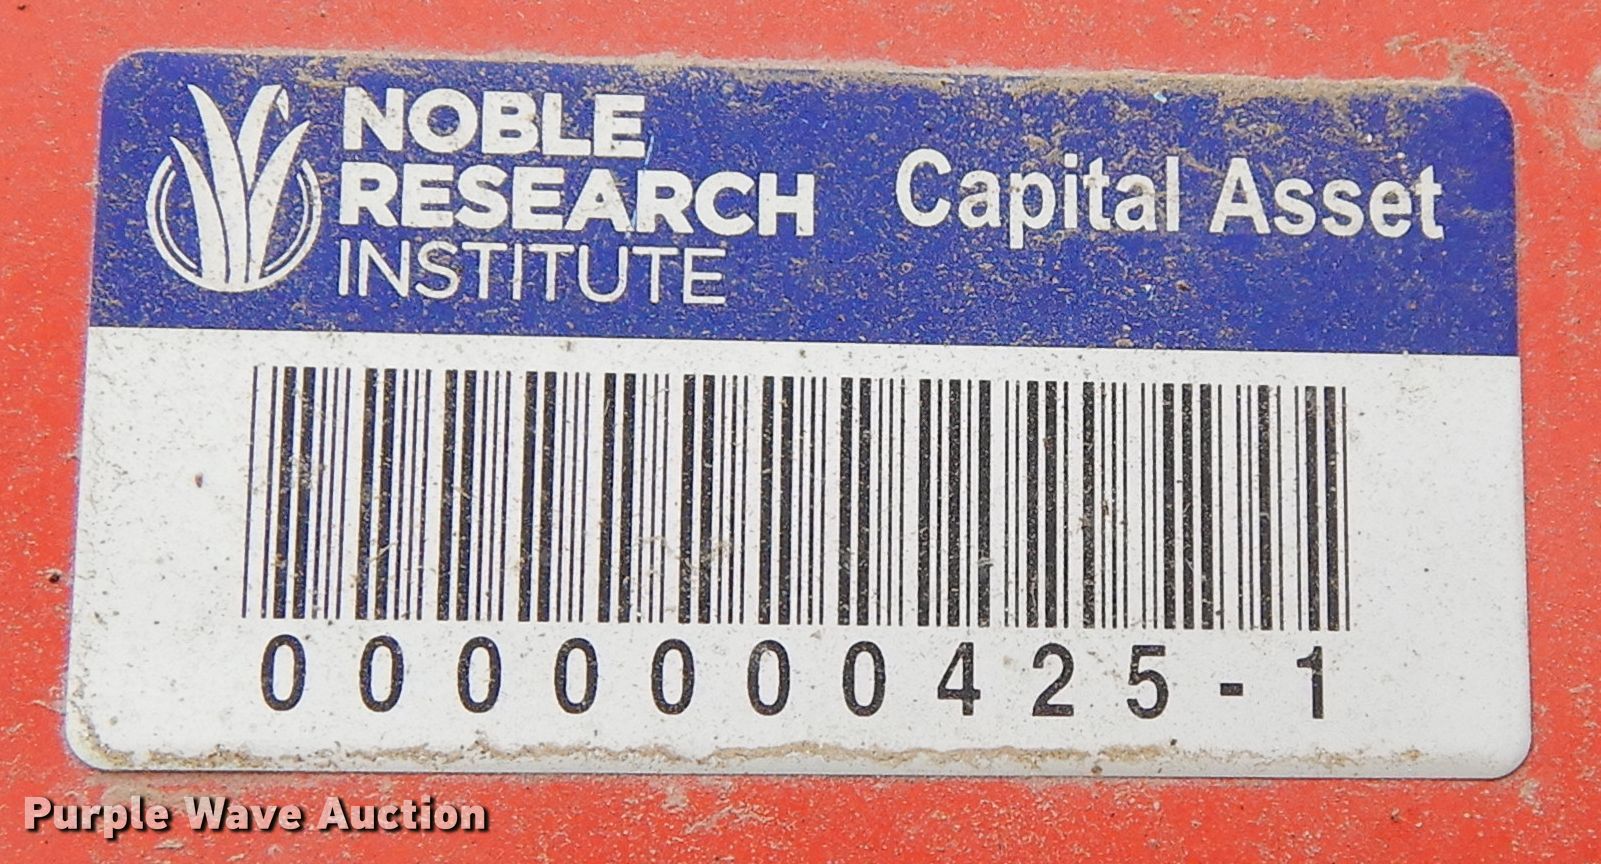 NOBLE
RESEARCH
INSTITUTE
Capital Asset
0000000425-1
Purple Wave Auction